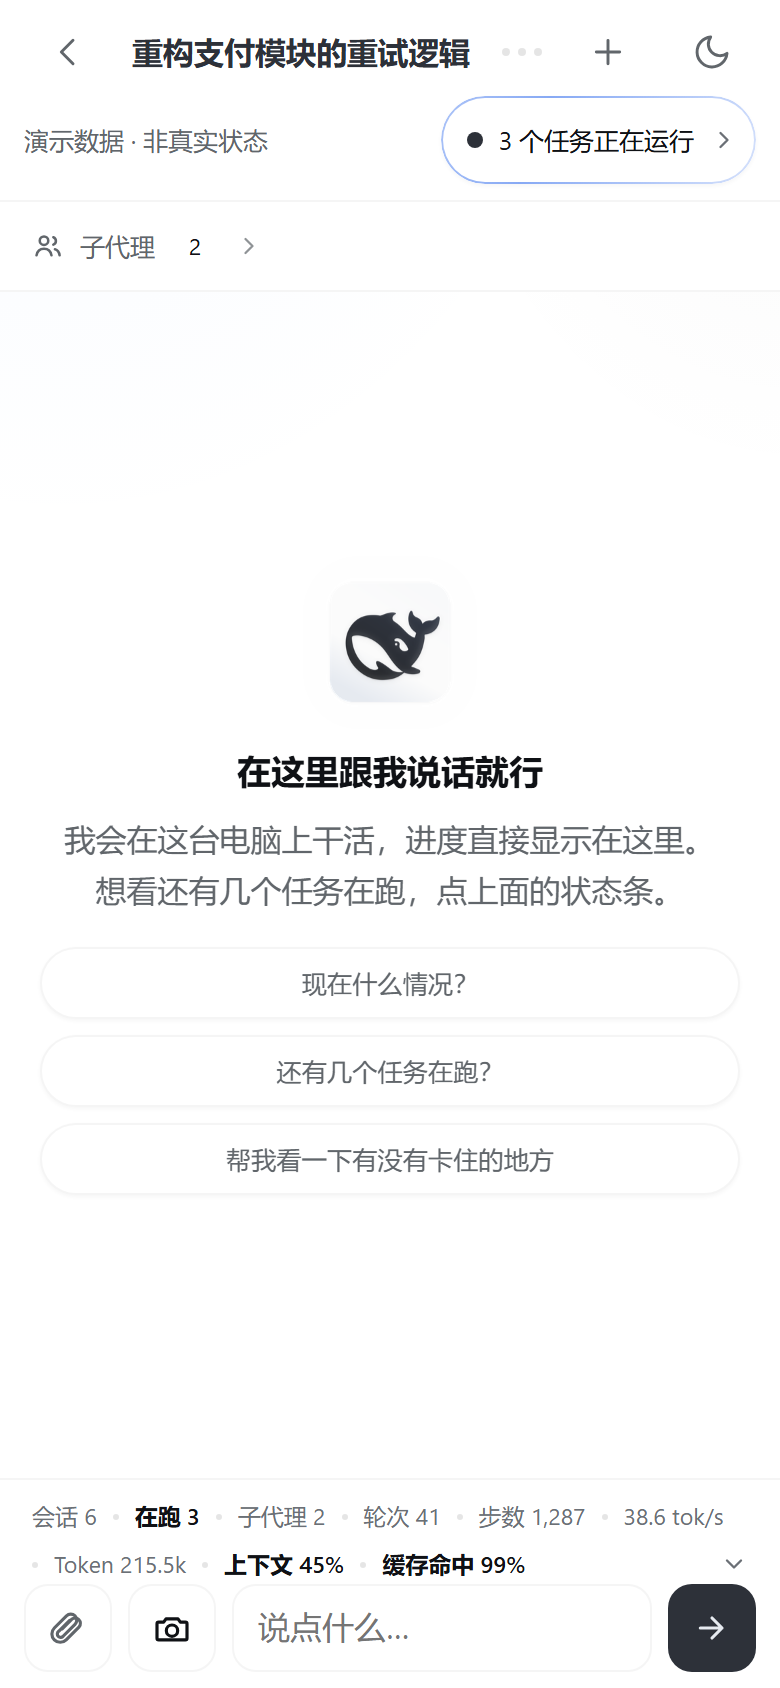 重构支付模块的重试逻辑
演示数据 · 非真实状态
3 个任务正在运行
子代理 2
在这里跟我说话就行
我会在这台电脑上干活，进度直接显示在这里。
想看还有几个任务在跑，点上面的状态条。
现在什么情况？
还有几个任务在跑？
帮我看一下有没有卡住的地方
会话 6 • 在跑 3 • 子代理 2 • 轮次 41 • 步数 1,287 • 38.6 tok/s
• Token 215.5k • 上下文 45% • 缓存命中 99%
说点什么...